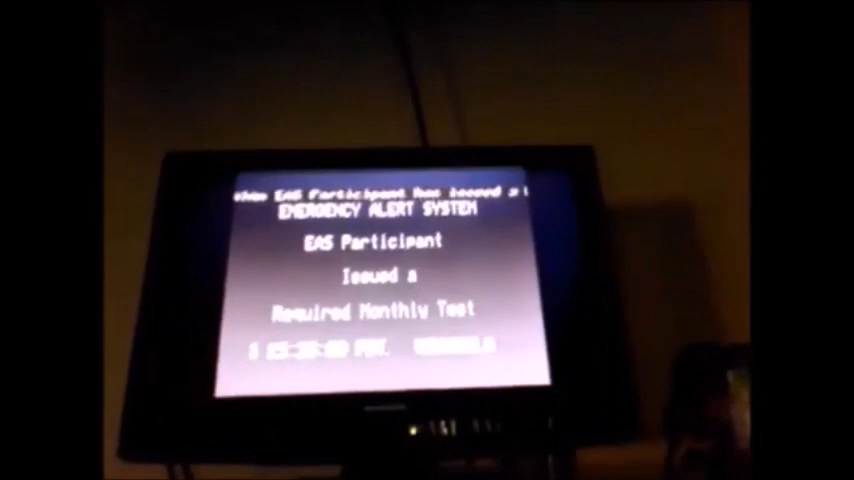 EAS Participant has issued a
EMERGENCY ALERT SYSTEM
EAS Participant
Issued a
Required Monthly Test